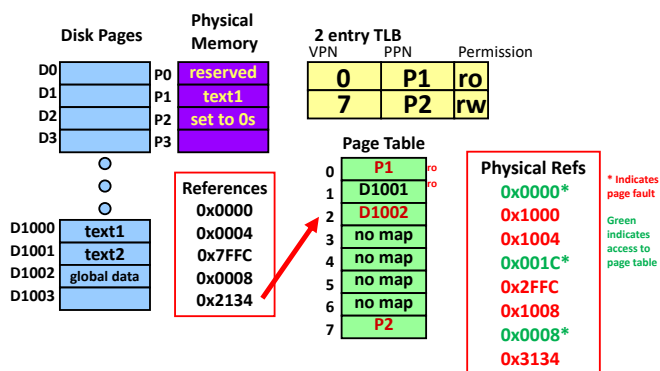 Disk Pages
D0
D1
D2
D3
D1000 text1
D1001 text2
D1002 global data
D1003
Physical
Memory
P0 reserved
P1 text1
P2 set to 0s
P3
2 entry TLB
VPN PPN Permission
0 P1 ro
7 P2 rw
References
0x0000
0x0004
0x7FFC
0x0008
0x2134
Page Table
0 P1 ro
1 D1001 ro
2 D1002
3 no map
4 no map
5 no map
6 no map
7 P2
Physical Refs
0x0000*
0x1000
0x1004
0x001C*
0x2FFC
0x1008
0x0008*
0x3134
* Indicates
page fault
Green
indicates
access to
page table